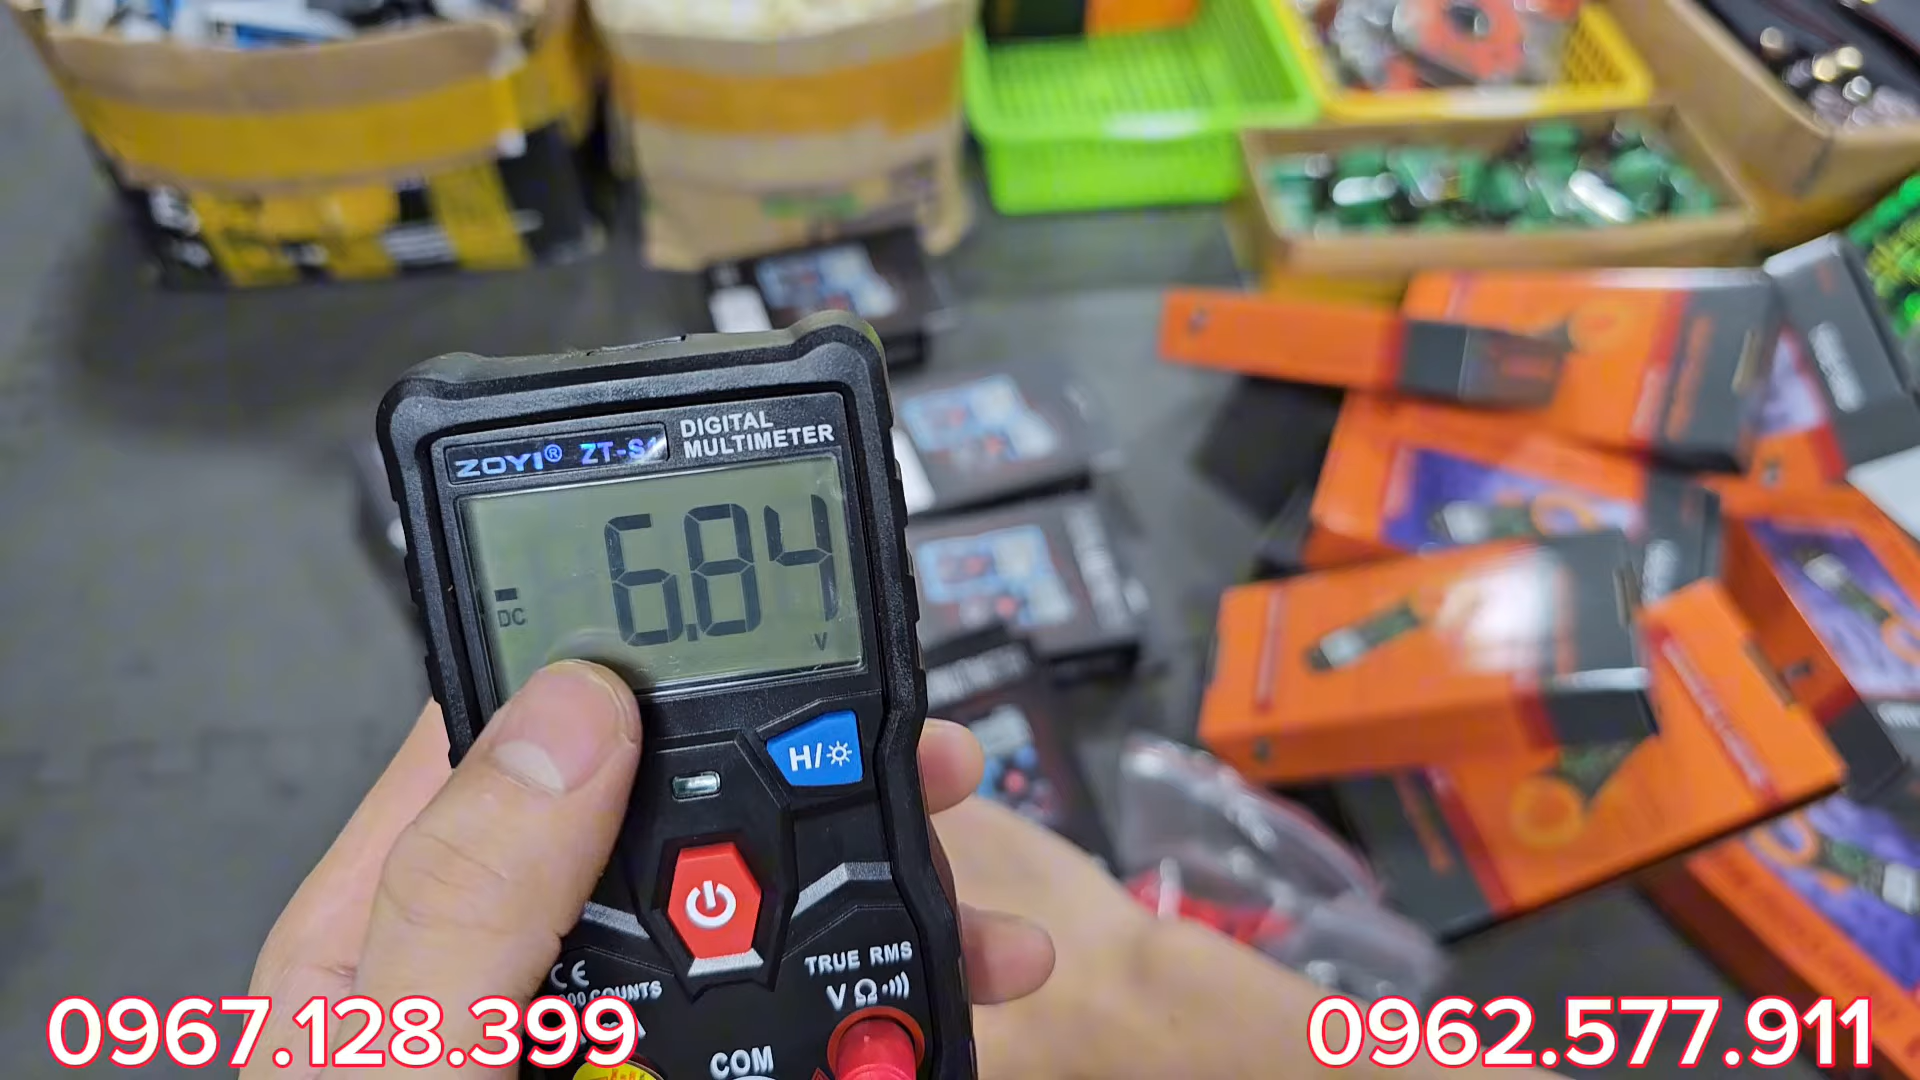 DIGITAL
MULTIMETER
ZOYI® ZT-S1
6.84
-
DC
V
H/
TRUE RMS
CE
COUNTS
VΩ
COM
0967.128.399
0962.577.911